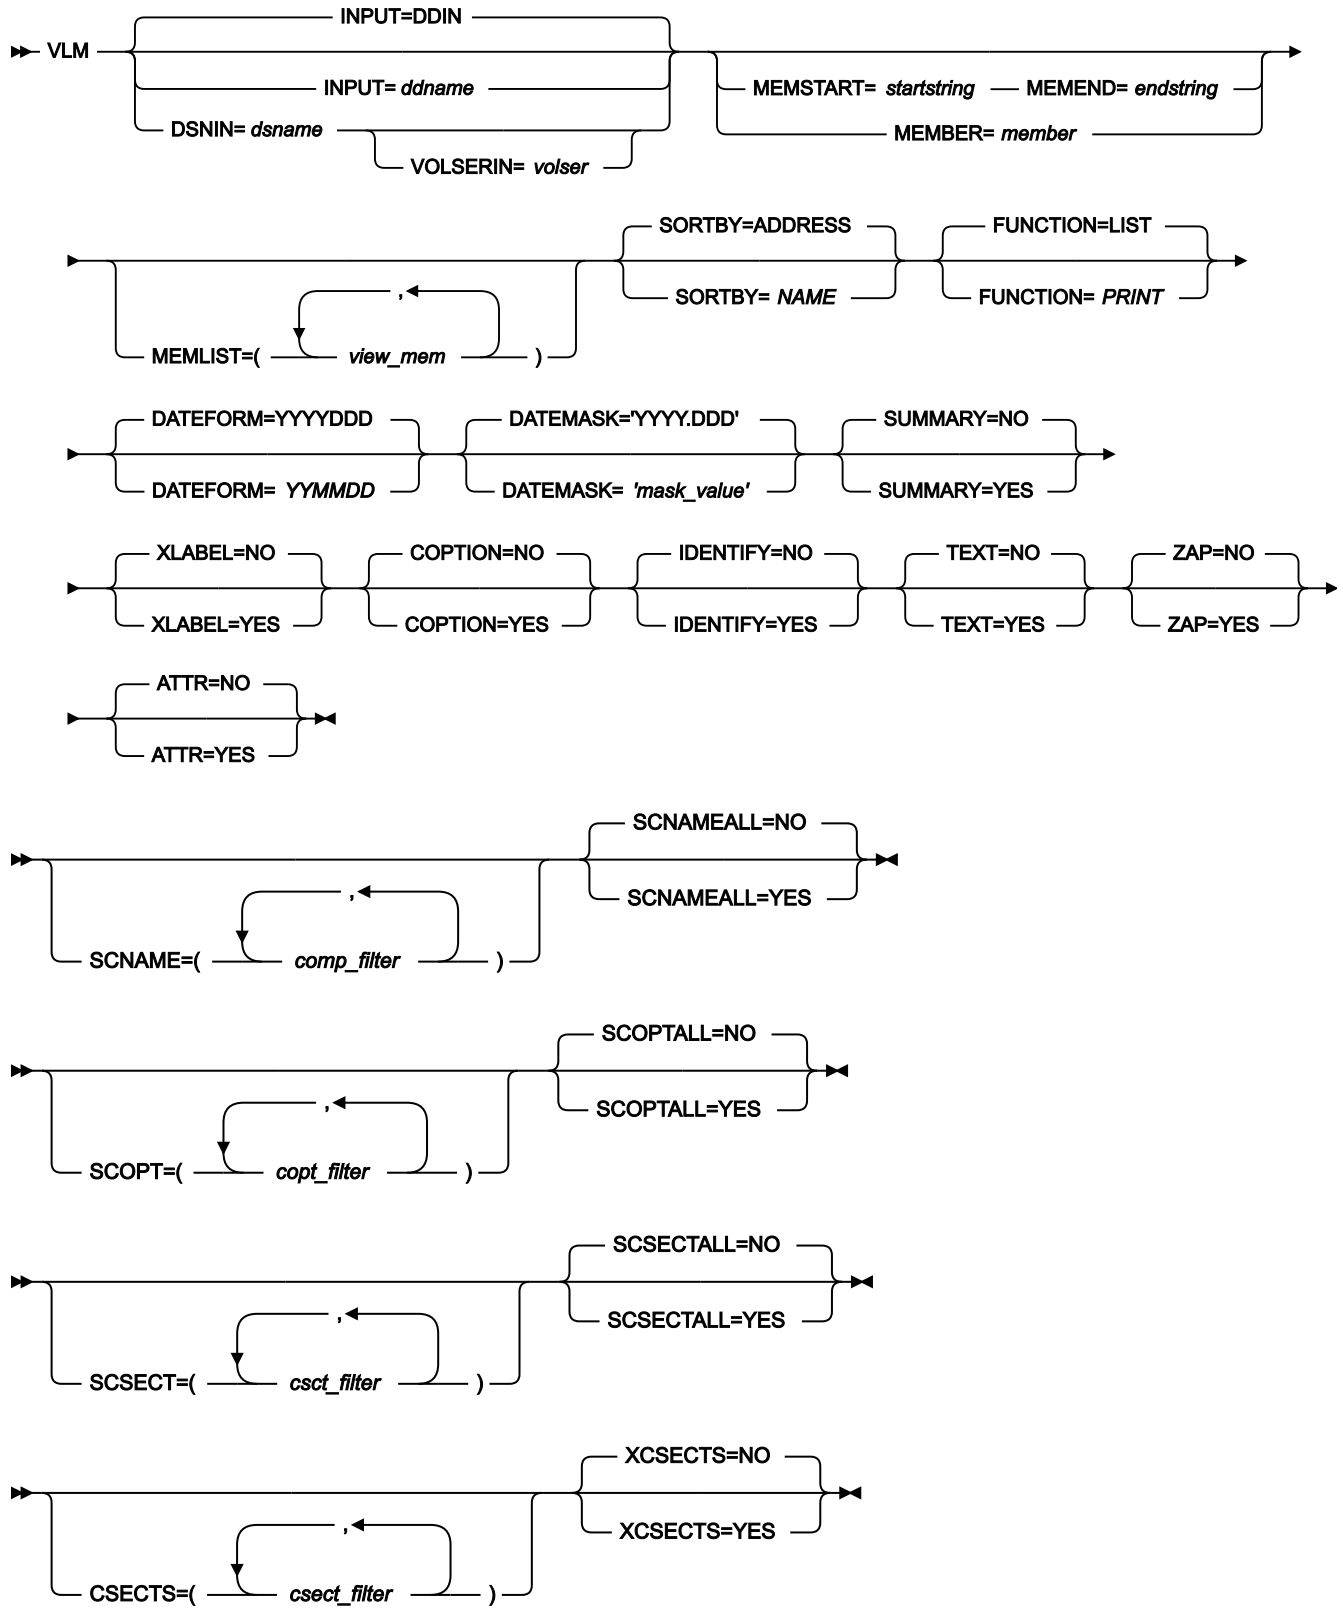 INPUT=DDIN
VLM
INPUT= ddname
MEMSTART= startstring MEMEND= endstring
DSNIN= dsname
MEMBER= member
VOLSERIN= volser
SORTBY=ADDRESS FUNCTION=LIST
,
SORTBY= NAME FUNCTION= PRINT
MEMLIST=( view_mem )
DATEFORM=YYYYDDD DATEMASK='YYYY.DDD' SUMMARY=NO
DATEFORM= YYMMDD DATEMASK= 'mask_value' SUMMARY=YES
XLABEL=NO COPTION=NO IDENTIFY=NO TEXT=NO ZAP=NO
XLABEL=YES COPTION=YES IDENTIFY=YES TEXT=YES ZAP=YES
ATTR=NO
ATTR=YES
SCNAMEALL=NO
,
SCNAMEALL=YES
SCNAME=( comp_filter )
SCOPTALL=NO
,
SCOPTALL=YES
SCOPT=( copt_filter )
SCSECTALL=NO
,
SCSECTALL=YES
SCSECT=( csct_filter )
XCSECTS=NO
,
XCSECTS=YES
CSECTS=( csect_filter )